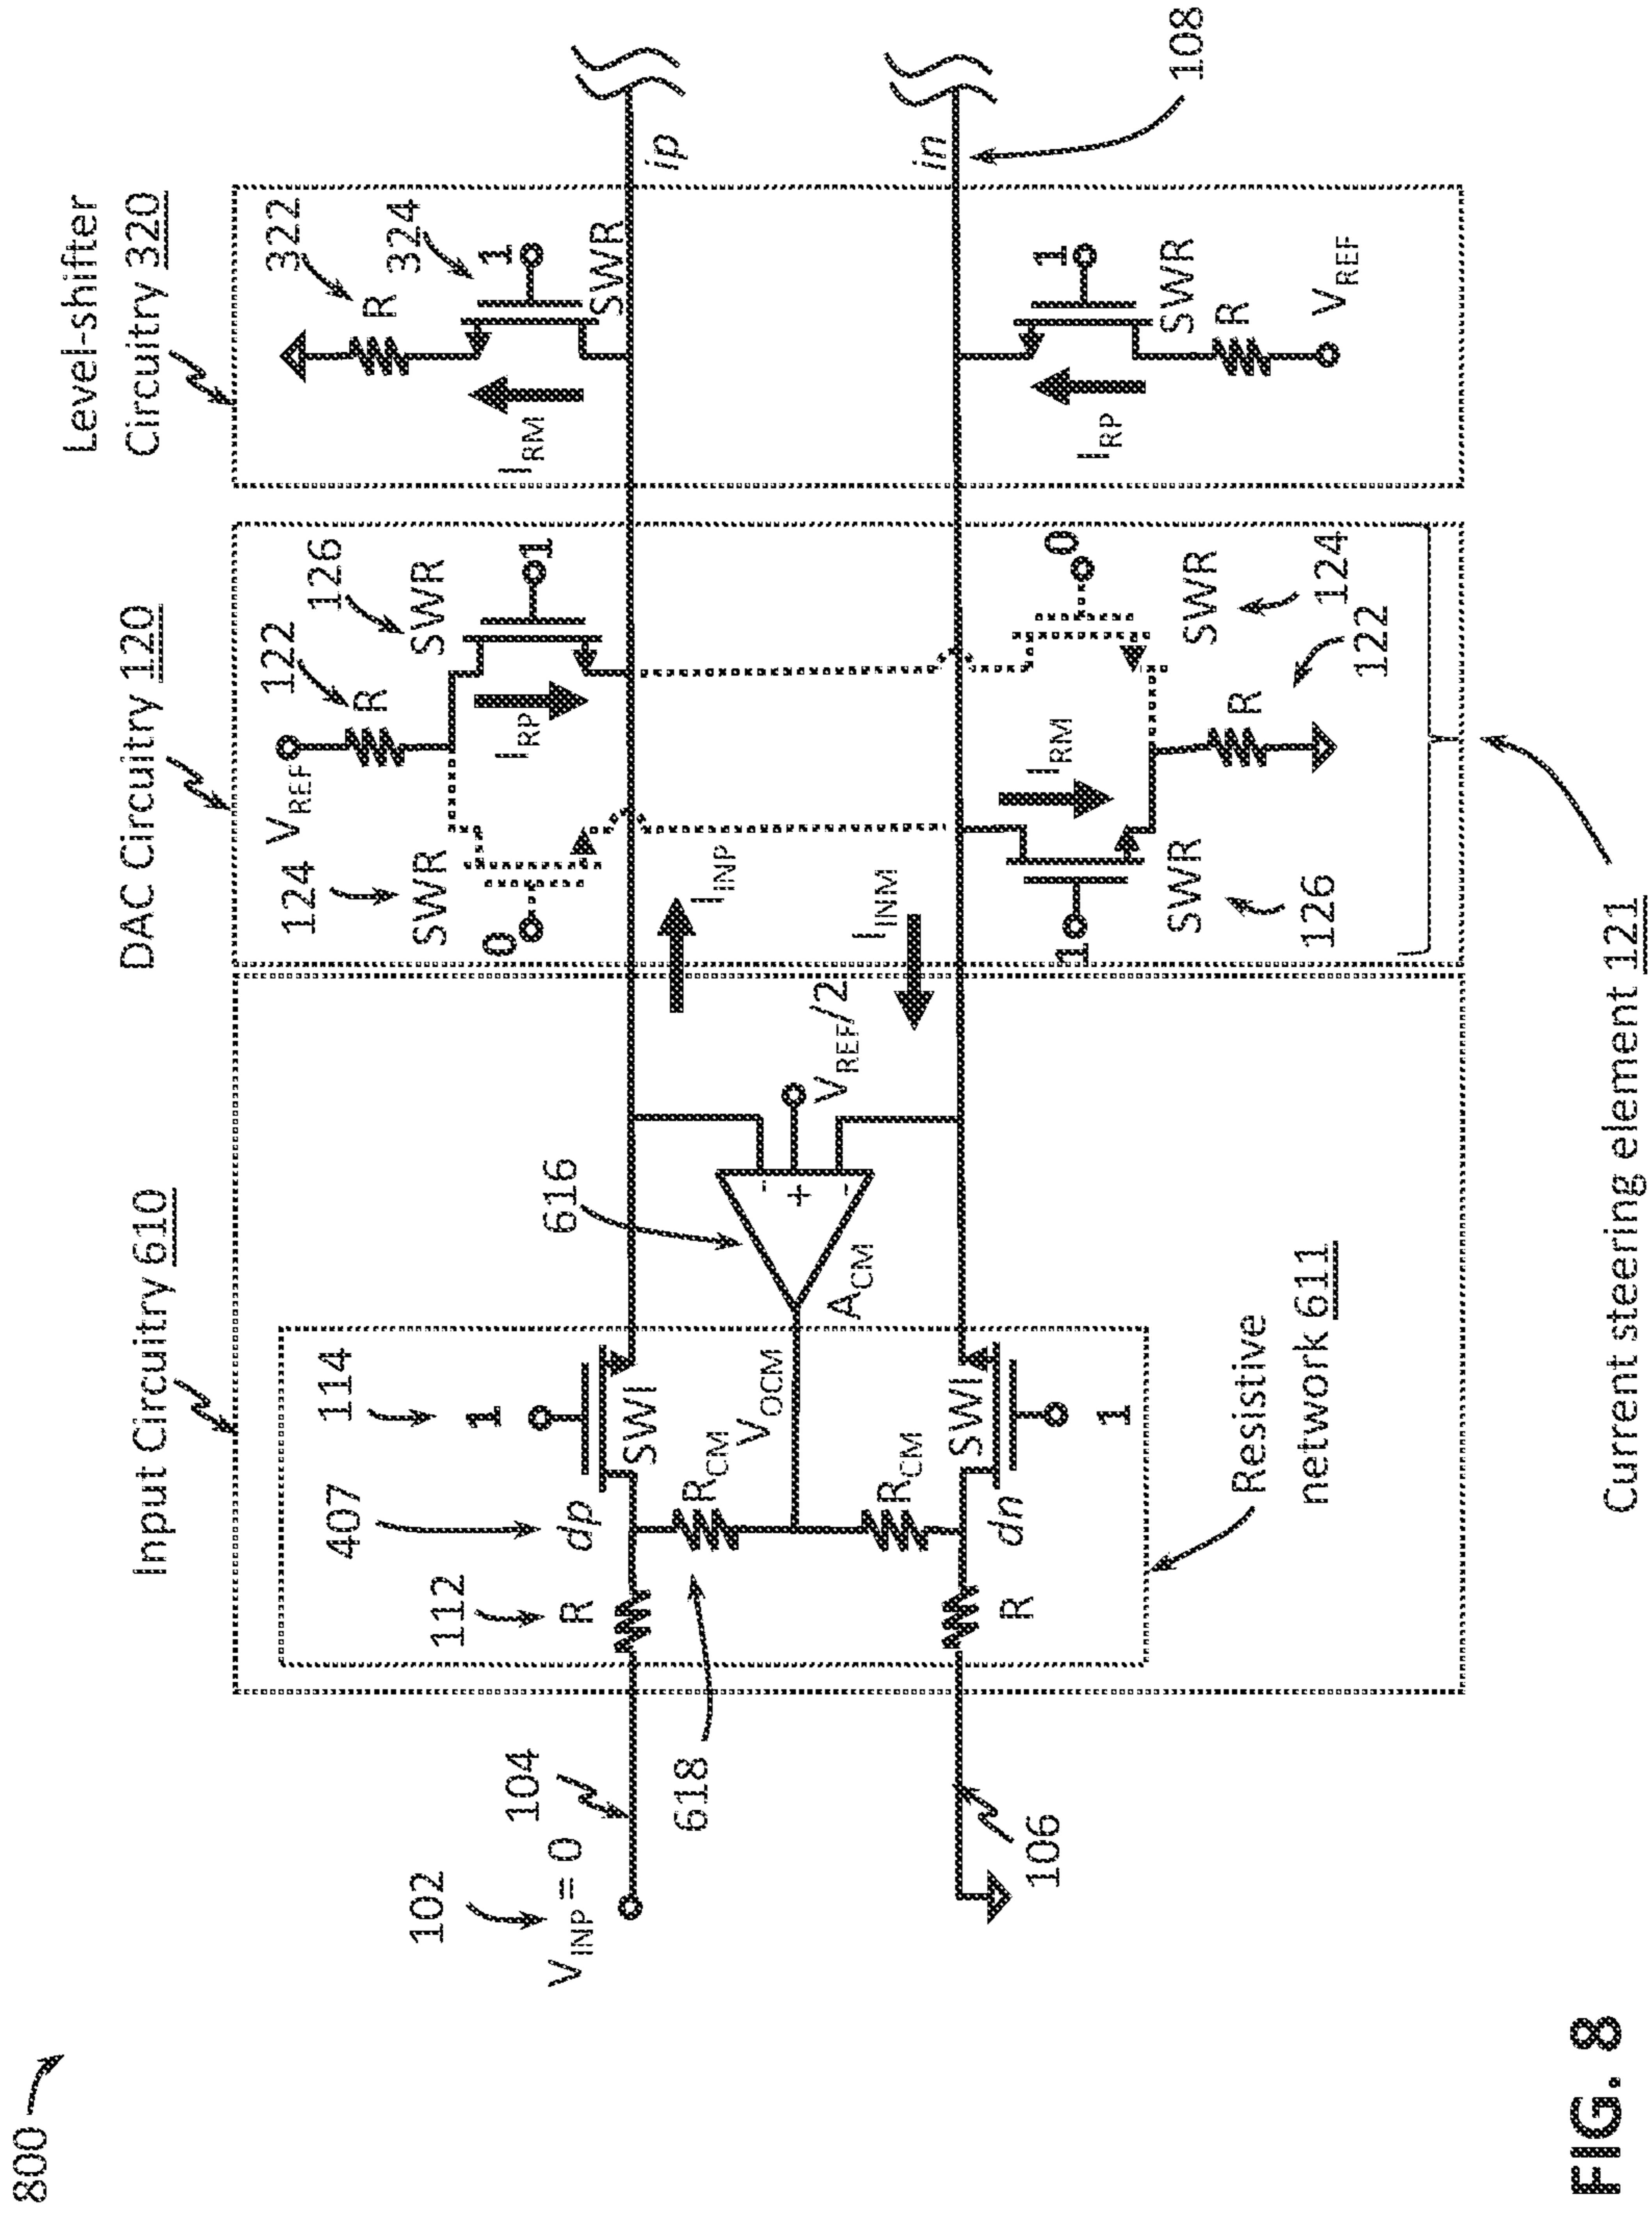 800
Level-shifter
Circuitry 320
DAC Circuitry 120
Input Circuitry 610
102
V_INP = 0
104
106
112
R
407
dp
114
1
SWI
R_CM
V_OCM
R_CM
618
SWI
1
dn
R
616
-
+
-
A_CM
V_REF/2
I_INP
I_INM
Resistive
network 611
V_REF
122
R
126
SWR
1
124
SWR
0
I_RP
I_RM
0
SWR
124
R
122
1
SWR
126
Current steering element 121
322
R
324
1
SWR
I_RM
I_RP
1
SWR
R
V_REF
ip
in
108
FIG. 8